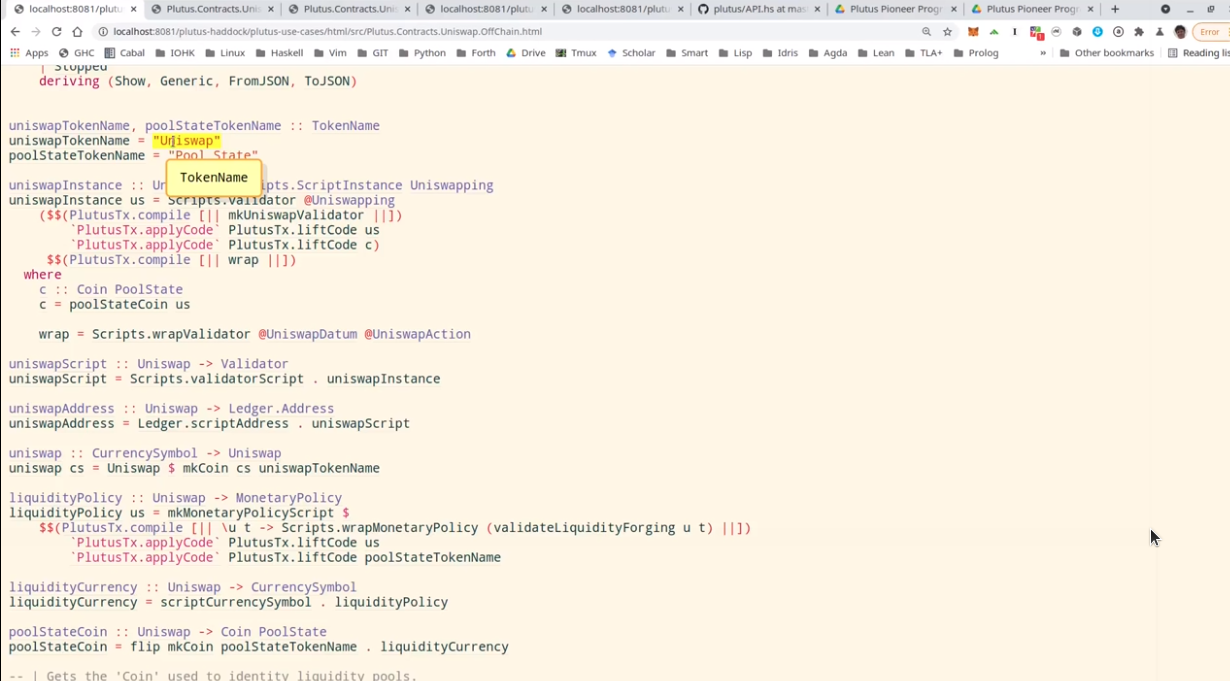 localhost:8081/plutu
Plutus.Contracts.Uni
Plutus.Contracts.Uni
localhost:8081/plutu
localhost:8081/plutu
plutus/API.hs at mas
Plutus Pioneer Progr
Plutus Pioneer Progr
localhost:8081/plutus-haddock/plutus-use-cases/html/src/Plutus.Contracts.Uniswap.OffChain.html
Error
Apps GHC Cabal IOHK Linux Haskell Vim GIT Python Forth Drive Tmux Scholar Smart Lisp Idris Agda Lean TLA+ Prolog » Other bookmarks Reading lis
| Stopped
deriving (Show, Generic, FromJSON, ToJSON)
uniswapTokenName, poolStateTokenName :: TokenName
uniswapTokenName = "Uniswap"
poolStateTokenName = "Pool State"
TokenName
uniswapInstance :: Un ipts.ScriptInstance Uniswapping
uniswapInstance us = Scripts.validator @Uniswapping
($$(PlutusTx.compile [|| mkUniswapValidator ||])
`PlutusTx.applyCode` PlutusTx.liftCode us
`PlutusTx.applyCode` PlutusTx.liftCode c)
$$(PlutusTx.compile [|| wrap ||])
where
c :: Coin PoolState
c = poolStateCoin us
wrap = Scripts.wrapValidator @UniswapDatum @UniswapAction
uniswapScript :: Uniswap -> Validator
uniswapScript = Scripts.validatorScript . uniswapInstance
uniswapAddress :: Uniswap -> Ledger.Address
uniswapAddress = Ledger.scriptAddress . uniswapScript
uniswap :: CurrencySymbol -> Uniswap
uniswap cs = Uniswap $ mkCoin cs uniswapTokenName
liquidityPolicy :: Uniswap -> MonetaryPolicy
liquidityPolicy us = mkMonetaryPolicyScript $
$$(PlutusTx.compile [|| \u t -> Scripts.wrapMonetaryPolicy (validateLiquidityForging u t) ||])
`PlutusTx.applyCode` PlutusTx.liftCode us
`PlutusTx.applyCode` PlutusTx.liftCode poolStateTokenName
liquidityCurrency :: Uniswap -> CurrencySymbol
liquidityCurrency = scriptCurrencySymbol . liquidityPolicy
poolStateCoin :: Uniswap -> Coin PoolState
poolStateCoin = flip mkCoin poolStateTokenName . liquidityCurrency
-- | Gets the 'Coin' used to identity liquidity pools.